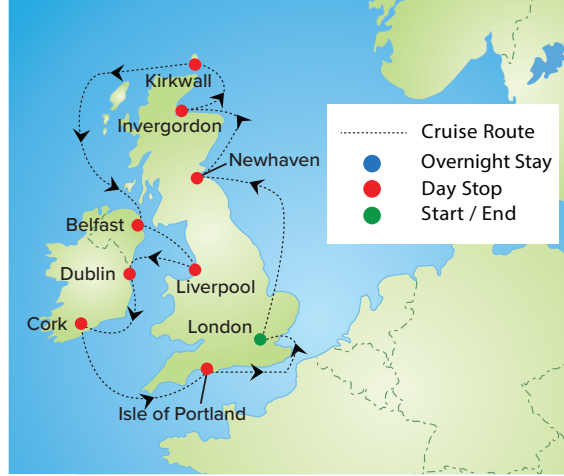 Kirkwall
Invergordon
Newhaven
Belfast
Dublin
Liverpool
Cork
London
Isle of Portland
Cruise Route
Overnight Stay
Day Stop
Start / End